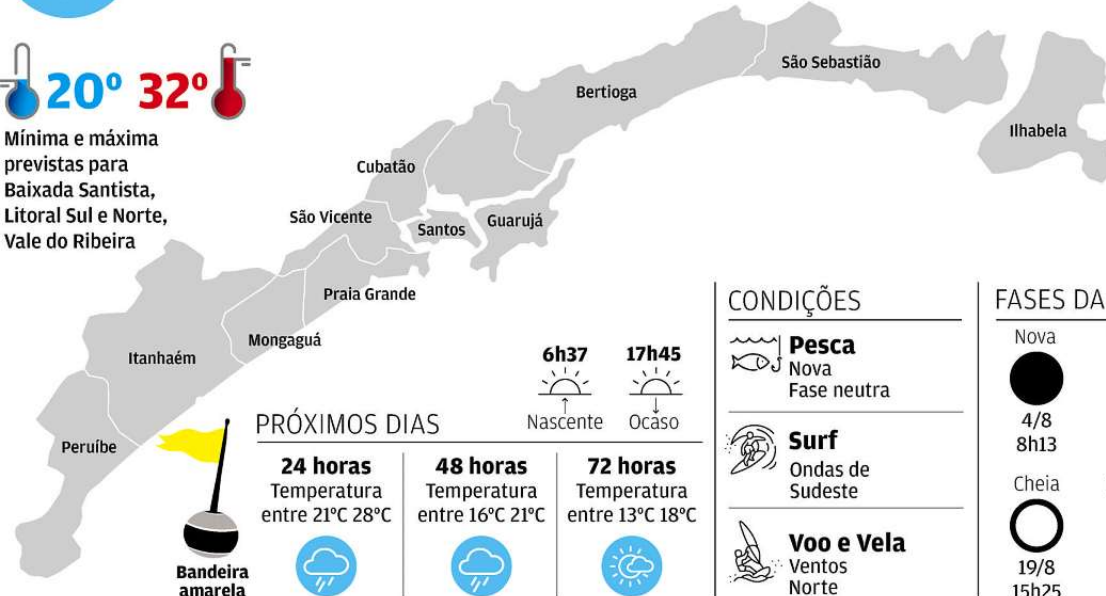 20º 32º
Mínima e máxima
previstas para
Baixada Santista,
Litoral Sul e Norte,
Vale do Ribeira
São Sebastião
Bertioga
Ilhabela
Cubatão
São Vicente
Santos
Guarujá
Praia Grande
Mongaguá
Itanhaém
Peruíbe
Bandeira
amarela
6h37
Nascente
17h45
Ocaso
PRÓXIMOS DIAS
24 horas
Temperatura
entre 21ºC 28ºC
48 horas
Temperatura
entre 16ºC 21ºC
72 horas
Temperatura
entre 13ºC 18ºC
CONDIÇÕES
Pesca
Nova
Fase neutra
Surf
Ondas de
Sudeste
Voo e Vela
Ventos
Norte
FASES DA
Nova
4/8
8h13
Cheia
19/8
15h25